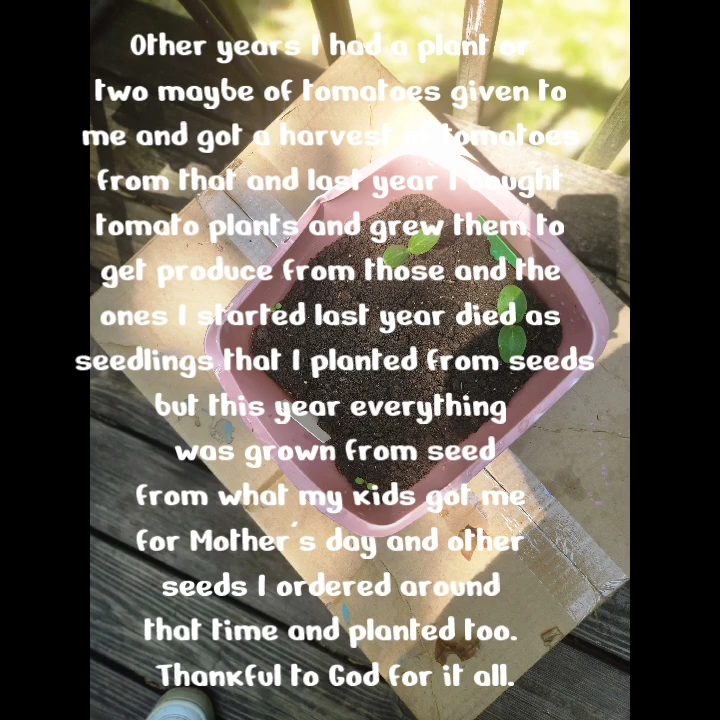 Other years I had a plant or
two maybe of tomatoes given to
me and got a harvest of tomatoes
from that and last year I bought
tomato plants and grew them to
get produce from those and the
ones I started last year died as
seedlings that I planted from seeds
but this year everything
was grown from seed
from what my kids got me
for Mother's day and other
seeds I ordered around
that time and planted too.
Thankful to God for it all.